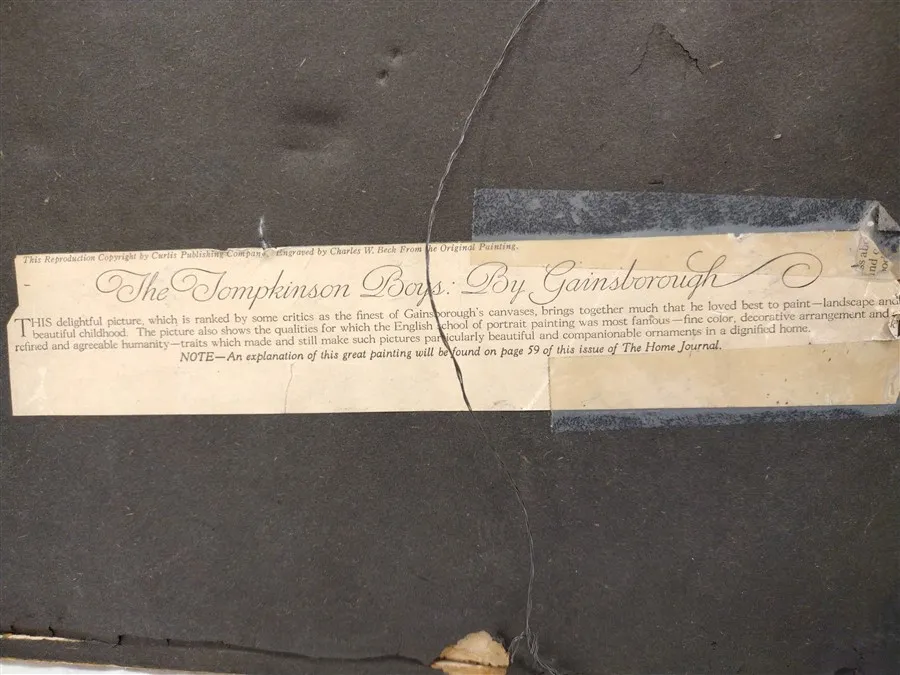 This Reproduction Copyright by Curtis Publishing Company, Engraved by Charles W. Beck From the Original Painting.
The Tompkinson Boys: By Gainsborough
THIS delightful picture, which is ranked by some critics as the finest of Gainsborough's canvases, brings together much that he loved best to paint—landscape and
beautiful childhood. The picture also shows the qualities for which the English school of portrait painting was most famous—fine color, decorative arrangement and
refined and agreeable humanity—traits which made and still make such pictures particularly beautiful and companionable ornaments in a dignified home.
NOTE—An explanation of this great painting will be found on page 59 of this issue of The Home Journal.